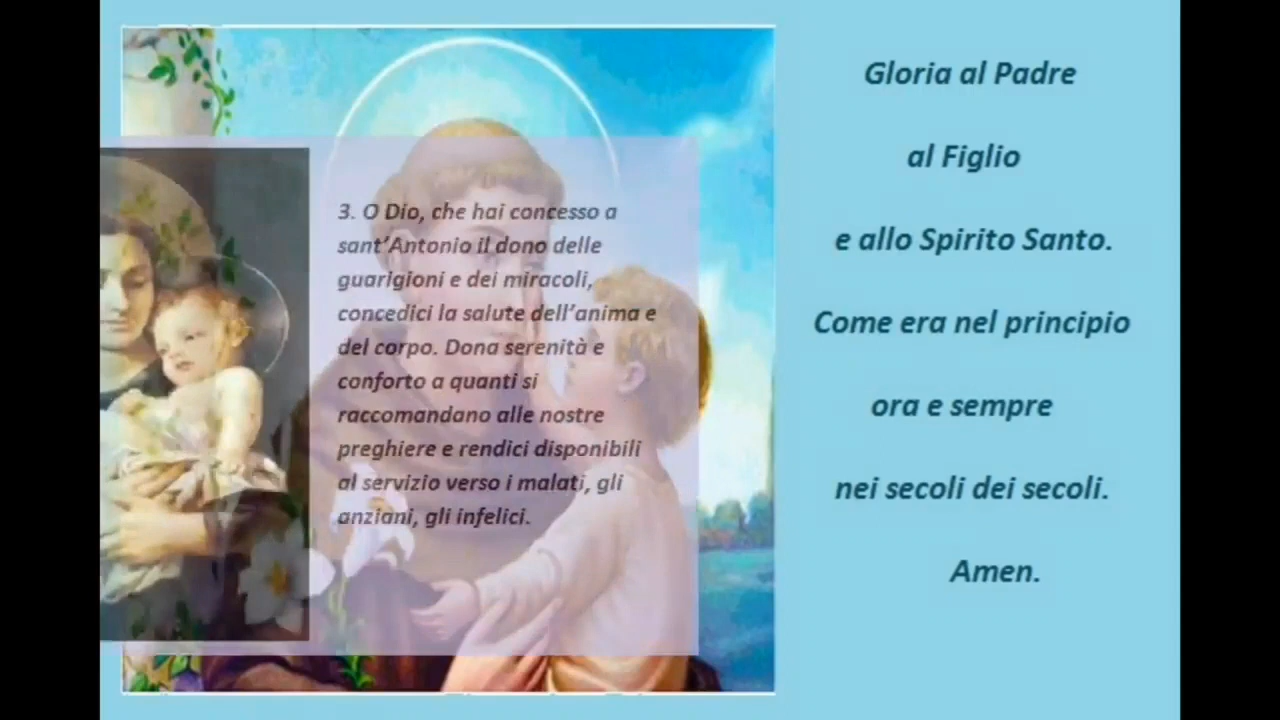 3. O Dio, che hai concesso a
sant’Antonio il dono delle
guarigioni e dei miracoli,
concedici la salute dell’anima e
del corpo. Dona serenità e
conforto a quanti si
raccomandano alle nostre
preghiere e rendici disponibili
al servizio verso i malati, gli
anziani, gli infelici.
Gloria al Padre
al Figlio
e allo Spirito Santo.
Come era nel principio
ora e sempre
nei secoli dei secoli.
Amen.